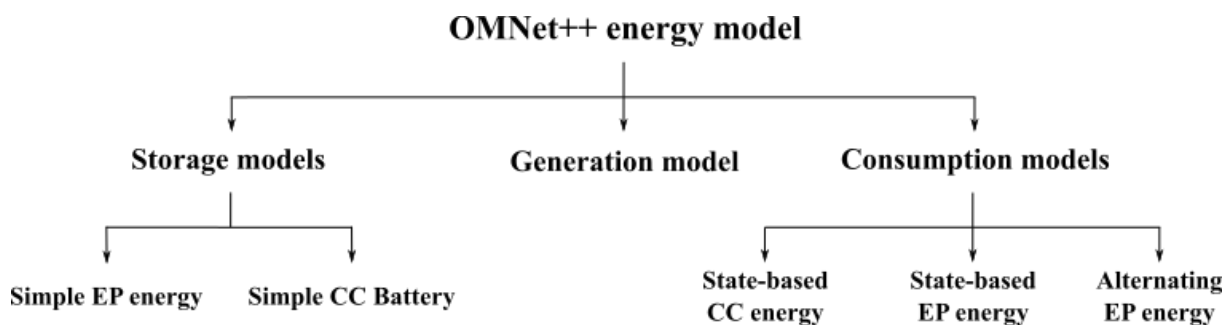 OMNet++ energy model
Storage models
Generation model
Consumption models
Simple EP energy
Simple CC Battery
State-based
CC energy
State-based
EP energy
Alternating
EP energy